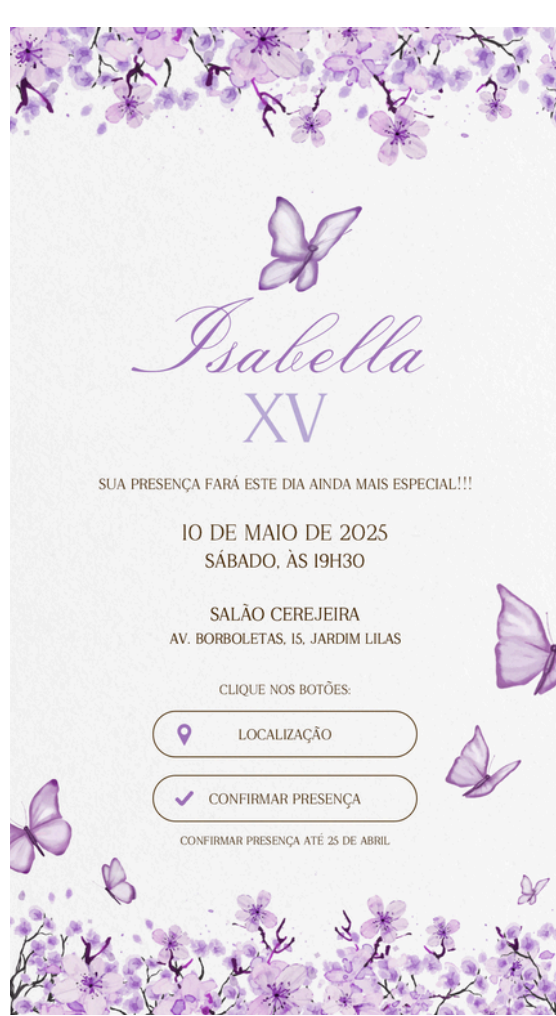 Isabella
XV
SUA PRESENÇA FARÁ ESTE DIA AINDA MAIS ESPECIAL!!!
10 DE MAIO DE 2025
SÁBADO, ÀS 19H30
SALÃO CEREJEIRA
AV. BORBOLETAS, 15, JARDIM LILAS
CLIQUE NOS BOTÕES:
LOCALIZAÇÃO
CONFIRMAR PRESENÇA
CONFIRMAR PRESENÇA ATÉ 25 DE ABRIL